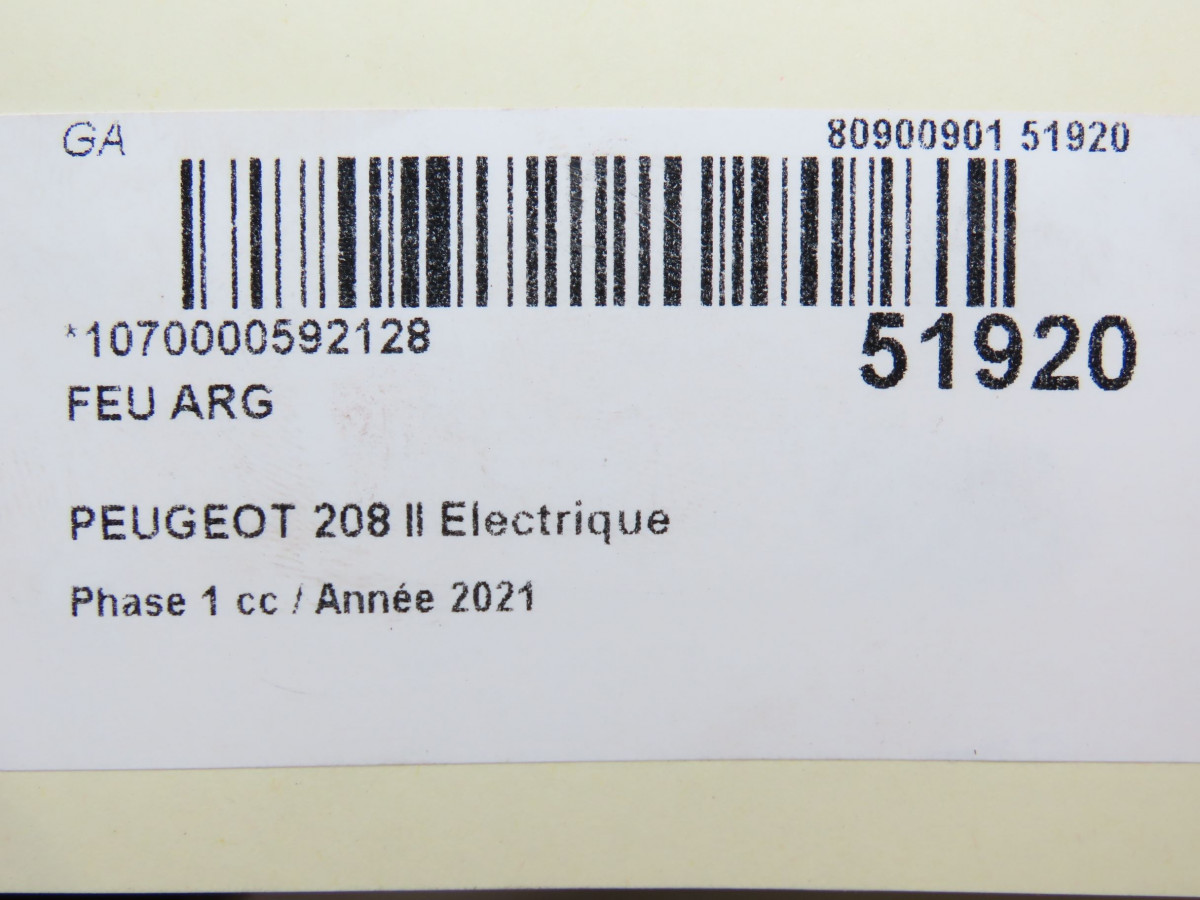 GA
80900901 51920
*1070000592128
51920
FEU ARG
PEUGEOT 208 II Electrique
Phase 1 cc / Année 2021